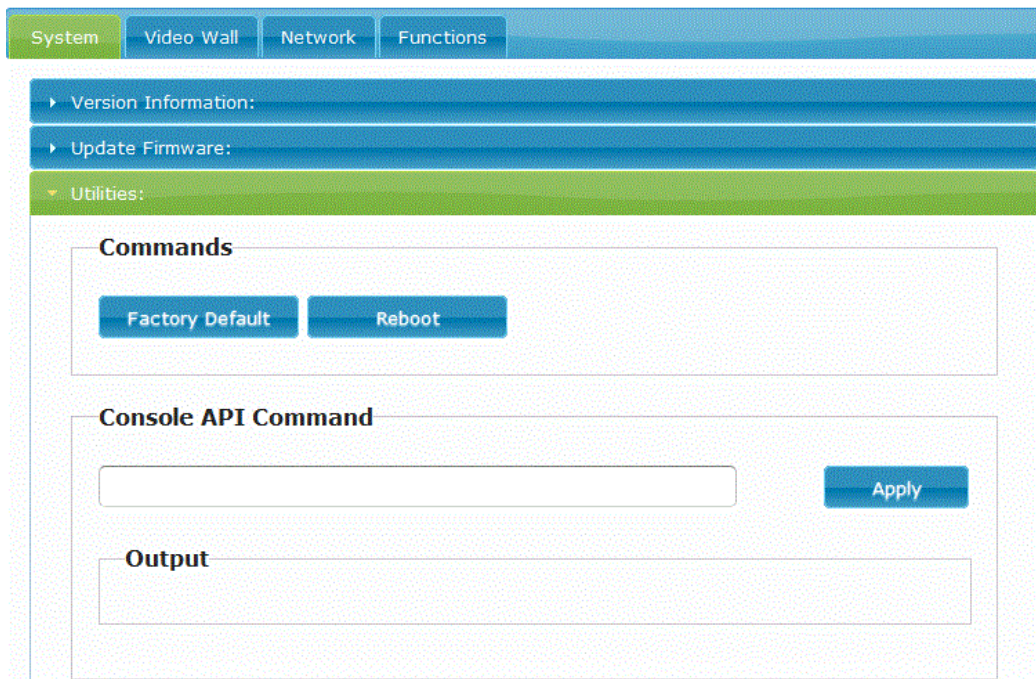 System Video Wall Network Functions
Version Information:
Update Firmware:
Utilities:
Commands
Factory Default Reboot
Console API Command
Apply
Output